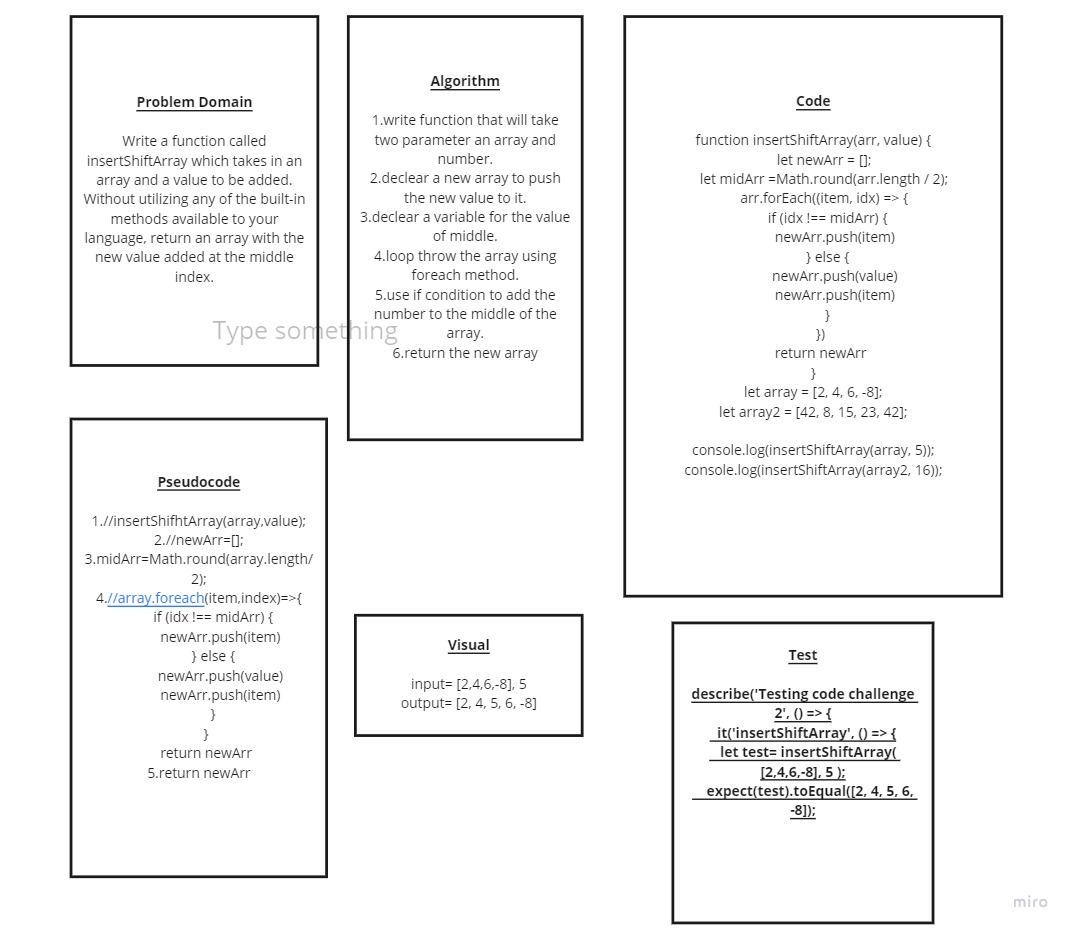 Problem Domain
Write a function called
insertShiftArray which takes in an
array and a value to be added.
Without utilizing any of the built-in
methods available to your
language, return an array with the
new value added at the middle
index.
Type something
Algorithm
1.write function that will take
two parameter an array and
number.
2.declear a new array to push
the new value to it.
3.declear a variable for the value
of middle.
4.loop throw the array using
foreach method.
5.use if condition to add the
number to the middle of the
array.
6.return the new array
Code
function insertShiftArray(arr, value) {
let newArr = [];
let midArr =Math.round(arr.length / 2);
arr.forEach((item, idx) => {
if (idx !== midArr) {
newArr.push(item)
} else {
newArr.push(value)
newArr.push(item)
}
})
return newArr
}
let array = [2, 4, 6, -8];
let array2 = [42, 8, 15, 23, 42];
console.log(insertShiftArray(array, 5));
console.log(insertShiftArray(array2, 16));
Pseudocode
1.//insertShifhtArray(array,value);
2.//newArr=[];
3.midArr=Math.round(array.length/
2);
4.//array.foreach(item,index)=>{
if (idx !== midArr) {
newArr.push(item)
} else {
newArr.push(value)
newArr.push(item)
}
}
return newArr
5.return newArr
Visual
input= [2,4,6,-8], 5
output= [2, 4, 5, 6, -8]
Test
describe('Testing code challenge
2', () => {
it('insertShiftArray', () => {
let test= insertShiftArray(
[2,4,6,-8], 5 );
expect(test).toEqual([2, 4, 5, 6,
-8]);
miro